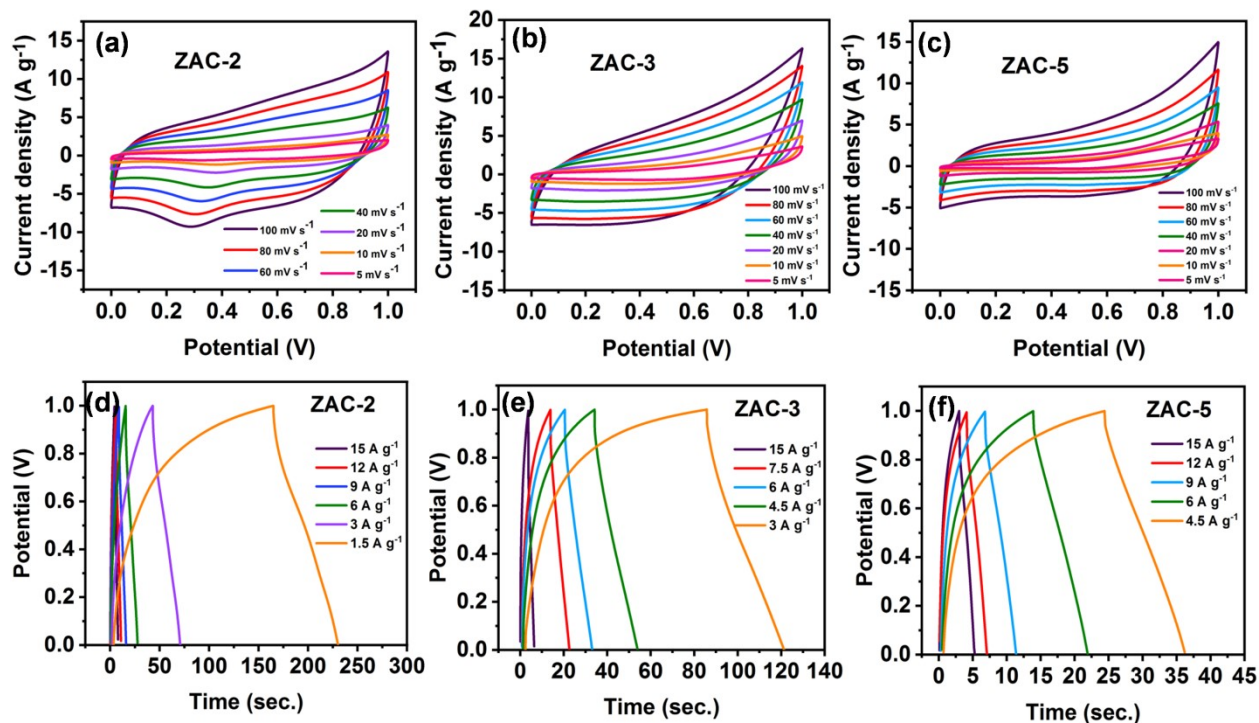 (a)
ZAC-2
Current density (A g⁻¹)
15
10
5
0
-5
-10
-15
40 mV s⁻¹
100 mV s⁻¹
20 mV s⁻¹
80 mV s⁻¹
10 mV s⁻¹
60 mV s⁻¹
5 mV s⁻¹
0.0 0.2 0.4 0.6 0.8 1.0
Potential (V)
(b)
ZAC-3
Current density (A g⁻¹)
20
15
10
5
0
-5
-10
-15
100 mV s⁻¹
80 mV s⁻¹
60 mV s⁻¹
40 mV s⁻¹
20 mV s⁻¹
10 mV s⁻¹
5 mV s⁻¹
0.0 0.2 0.4 0.6 0.8 1.0
Potential (V)
(c)
ZAC-5
Current density (A g⁻¹)
15
10
5
0
-5
-10
-15
100 mV s⁻¹
80 mV s⁻¹
60 mV s⁻¹
40 mV s⁻¹
20 mV s⁻¹
10 mV s⁻¹
5 mV s⁻¹
0.0 0.2 0.4 0.6 0.8 1.0
Potential (V)
(d)
ZAC-2
Potential (V)
1.0
0.8
0.6
0.4
0.2
0.0
15 A g⁻¹
12 A g⁻¹
9 A g⁻¹
6 A g⁻¹
3 A g⁻¹
1.5 A g⁻¹
0 50 100 150 200 250 300
Time (sec.)
(e)
ZAC-3
Potential (V)
1.0
0.8
0.6
0.4
0.2
0.0
15 A g⁻¹
7.5 A g⁻¹
6 A g⁻¹
4.5 A g⁻¹
3 A g⁻¹
0 20 40 60 80 100 120 140
Time (sec.)
(f)
ZAC-5
Potential (V)
1.0
0.8
0.6
0.4
0.2
0.0
15 A g⁻¹
12 A g⁻¹
9 A g⁻¹
6 A g⁻¹
4.5 A g⁻¹
0 5 10 15 20 25 30 35 40 45
Time (sec.)